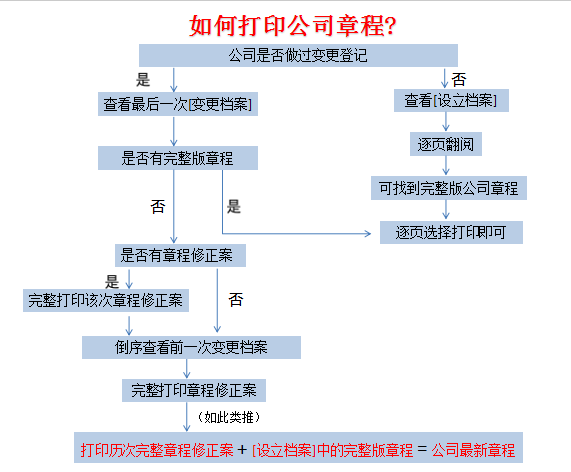 如何打印公司章程?
公司是否做过变更登记
是
否
查看最后一次[变更档案]
查看[设立档案]
逐页翻阅
是否有完整版章程
可找到完整版公司章程
否
是
逐页选择打印即可
是否有章程修正案
是
完整打印该次章程修正案
否
倒序查看前一次变更档案
完整打印章程修正案
（如此类推）
打印历次完整章程修正案 + [设立档案]中的完整版章程 = 公司最新章程